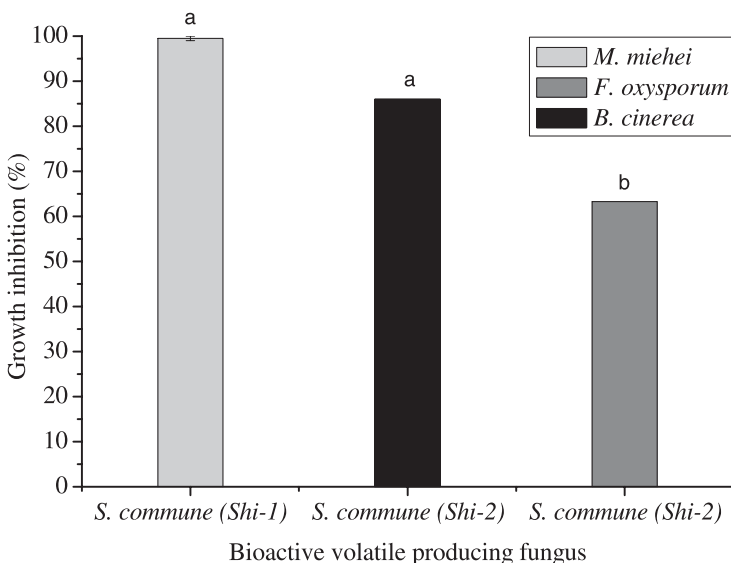 a
a
b
M. miehei
F. oxysporum
B. cinerea
Growth inhibition (%)
100
90
80
70
60
50
40
30
20
10
0
S. commune (Shi-1)
S. commune (Shi-2)
S. commune (Shi-2)
Bioactive volatile producing fungus